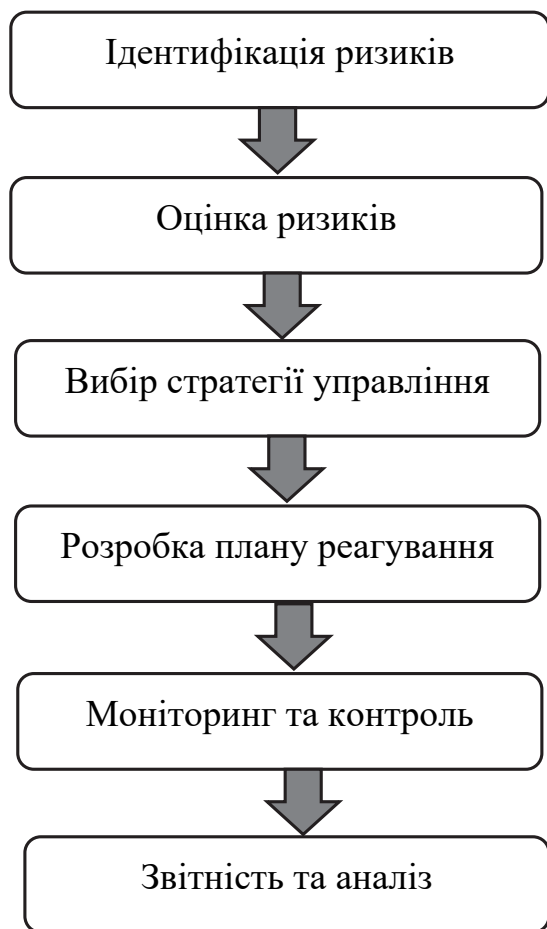 Ідентифікація ризиків
Оцінка ризиків
Вибір стратегії управління
Розробка плану реагування
Моніторинг та контроль
Звітність та аналіз